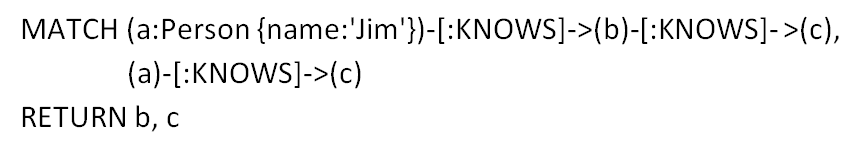 MATCH (a:Person {name:'Jim'})-[:KNOWS]->(b)-[:KNOWS]- >(c),
(a)-[:KNOWS]->(c)
RETURN b, c